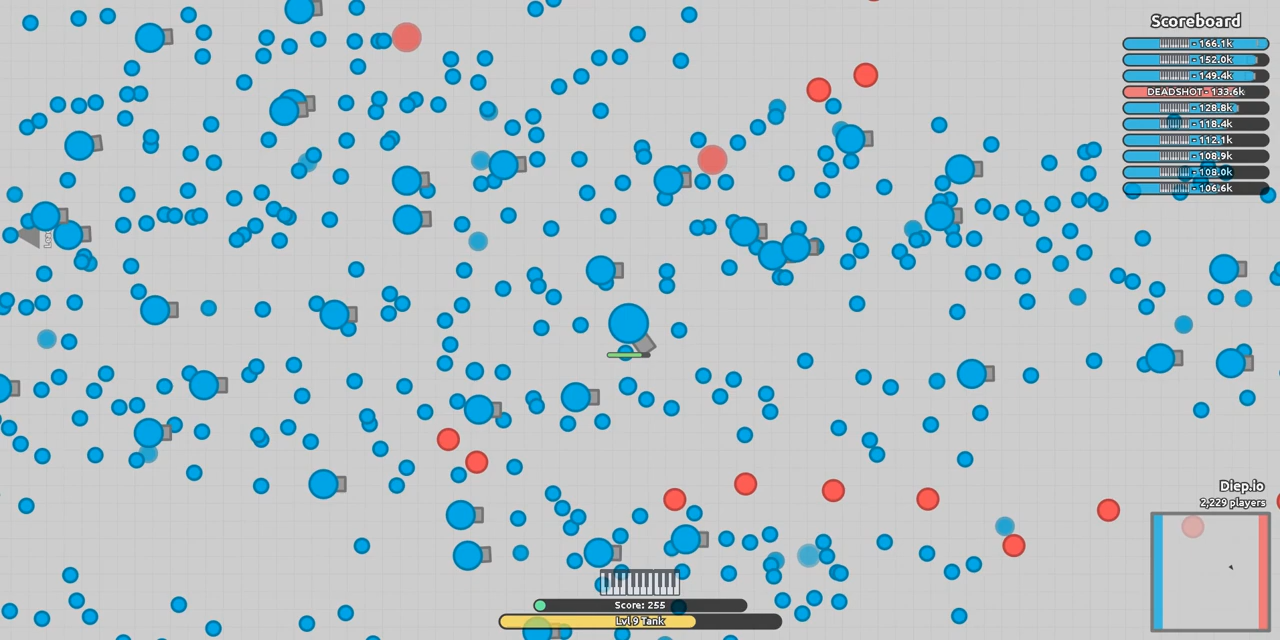 Scoreboard
- 166.1k
- 152.0k
- 149.4k
DEADSHOT - 133.6k
- 128.8k
- 118.4k
- 112.1k
- 108.9k
- 108.0k
- 106.6k
Diep.io
2,229 players
Score: 255
Lvl 9 Tank